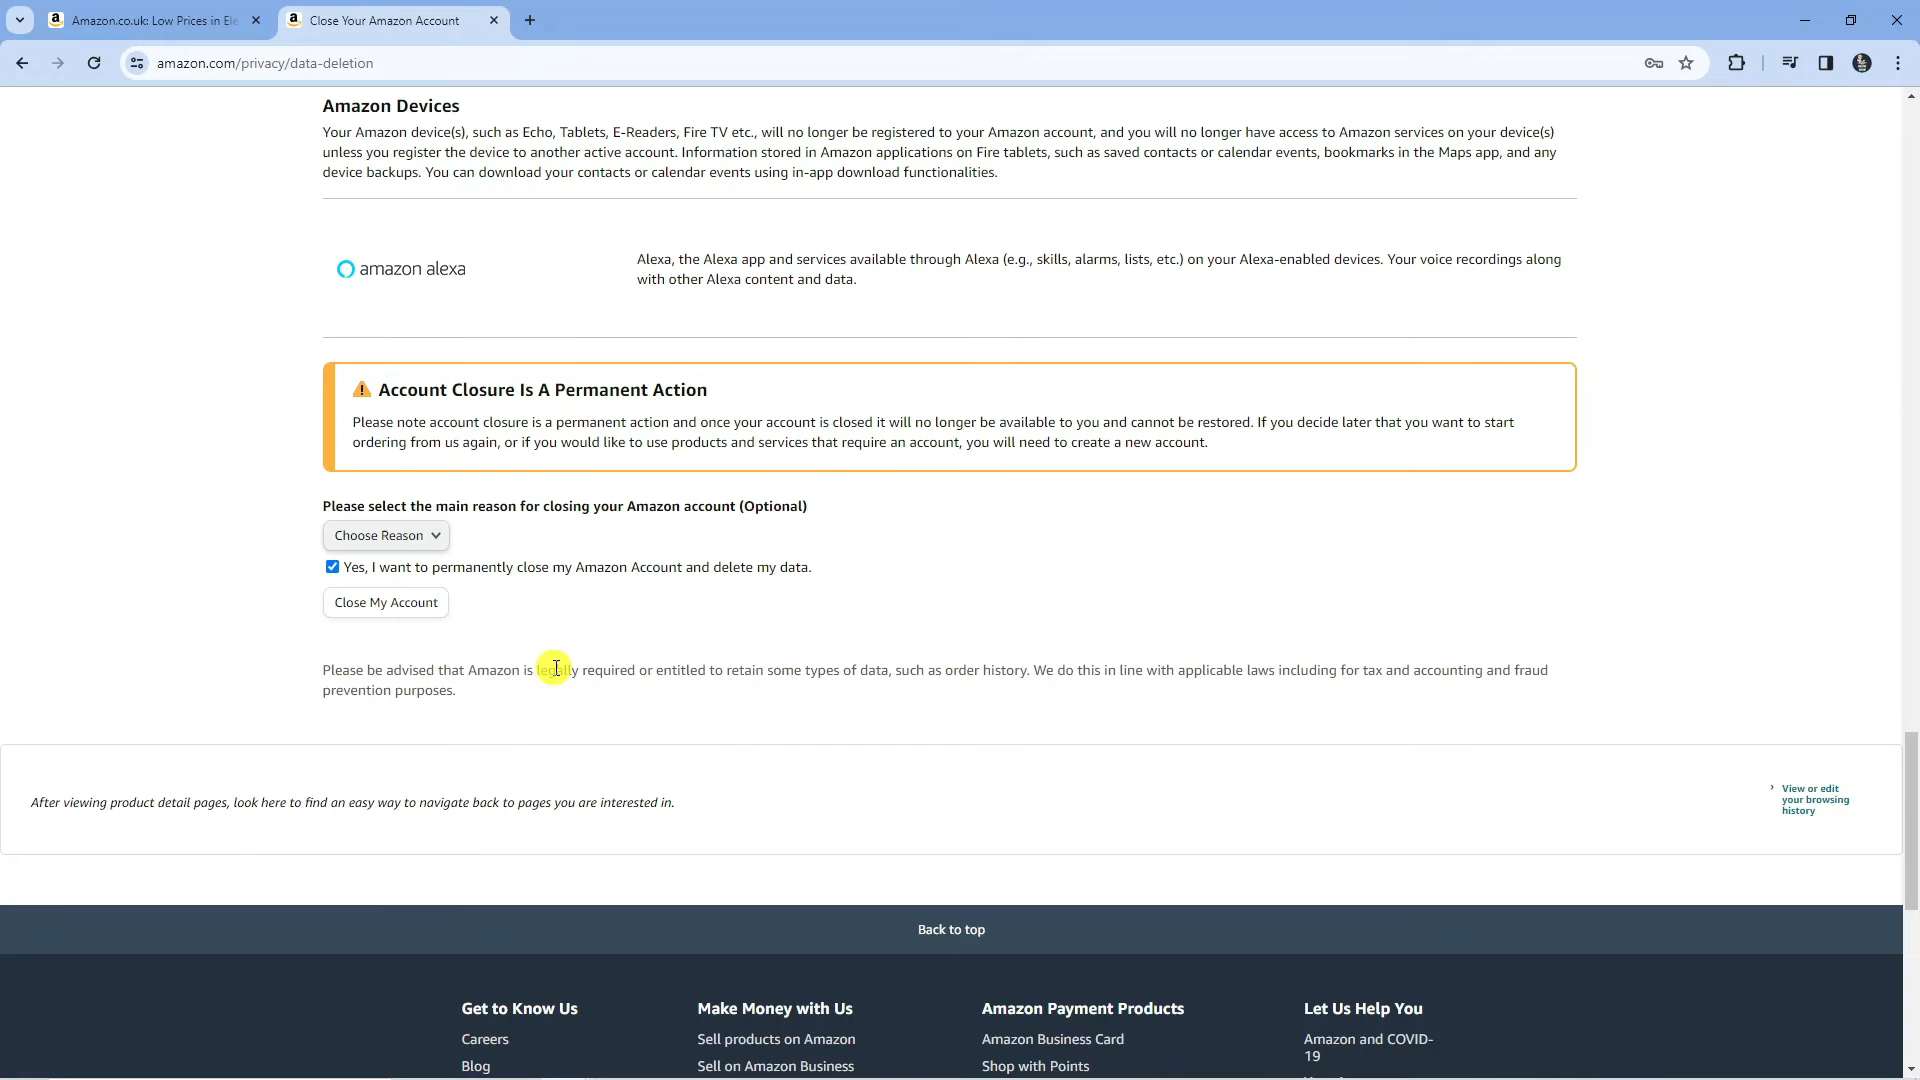 Amazon.co.uk: Low Prices in Ele
Close Your Amazon Account
amazon.com/privacy/data-deletion
Amazon Devices
Your Amazon device(s), such as Echo, Tablets, E-Readers, Fire TV etc., will no longer be registered to your Amazon account, and you will no longer have access to Amazon services on your device(s)
unless you register the device to another active account. Information stored in Amazon applications on Fire tablets, such as saved contacts or calendar events, bookmarks in the Maps app, and any
device backups. You can download your contacts or calendar events using in-app download functionalities.
amazon alexa
Alexa, the Alexa app and services available through Alexa (e.g., skills, alarms, lists, etc.) on your Alexa-enabled devices. Your voice recordings along
with other Alexa content and data.
Account Closure Is A Permanent Action
Please note account closure is a permanent action and once your account is closed it will no longer be available to you and cannot be restored. If you decide later that you want to start
ordering from us again, or if you would like to use products and services that require an account, you will need to create a new account.
Please select the main reason for closing your Amazon account (Optional)
Choose Reason
Yes, I want to permanently close my Amazon Account and delete my data.
Close My Account
Please be advised that Amazon is legally required or entitled to retain some types of data, such as order history. We do this in line with applicable laws including for tax and accounting and fraud
prevention purposes.
After viewing product detail pages, look here to find an easy way to navigate back to pages you are interested in.
› View or edit
your browsing
history
Back to top
Get to Know Us
Careers
Blog
Make Money with Us
Sell products on Amazon
Sell on Amazon Business
Amazon Payment Products
Amazon Business Card
Shop with Points
Let Us Help You
Amazon and COVID-
19